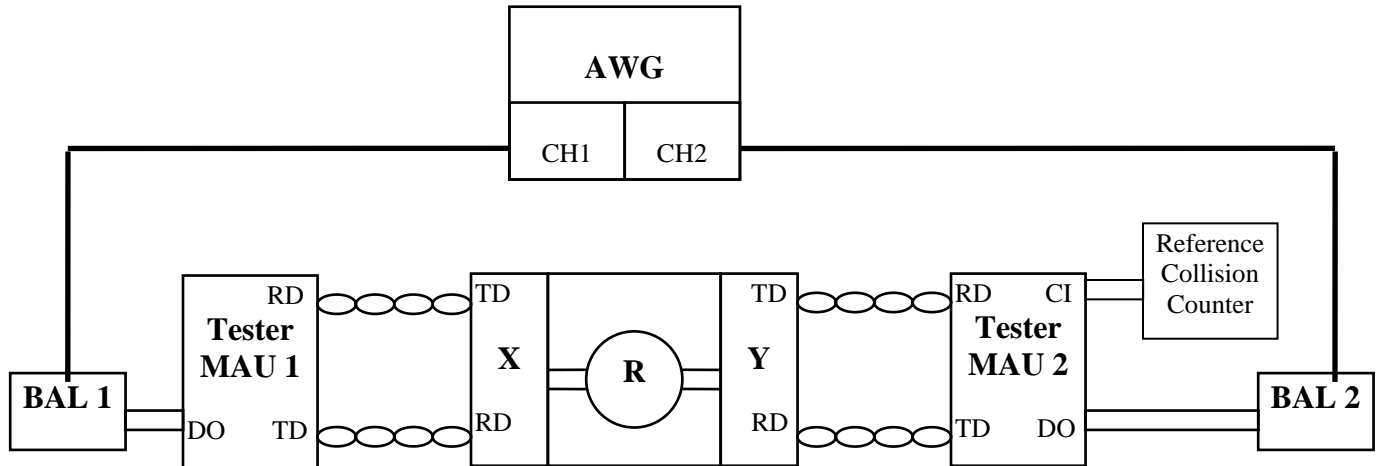 AWG
CH1
CH2
Reference
Collision
Counter
RD
Tester
MAU 1
DO
TD
TD
X
RD
R
TD
Y
RD
RD
CI
Tester
MAU 2
TD
DO
BAL 1
BAL 2